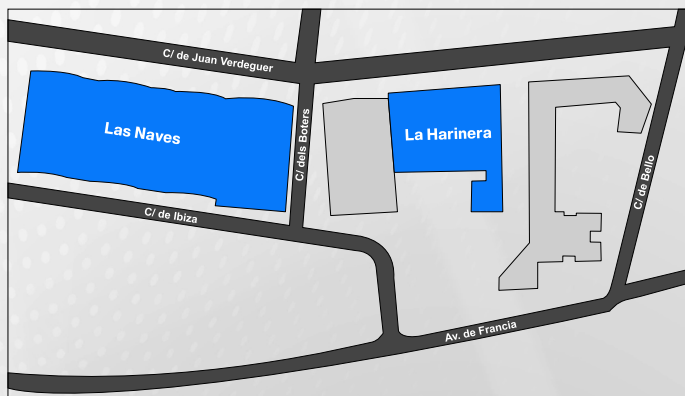 C/ de Juan Verdeguer
Las Naves
La Harinera
C/ dels Boters
C/ de Bello
C/ de Ibiza
Av. de Francia